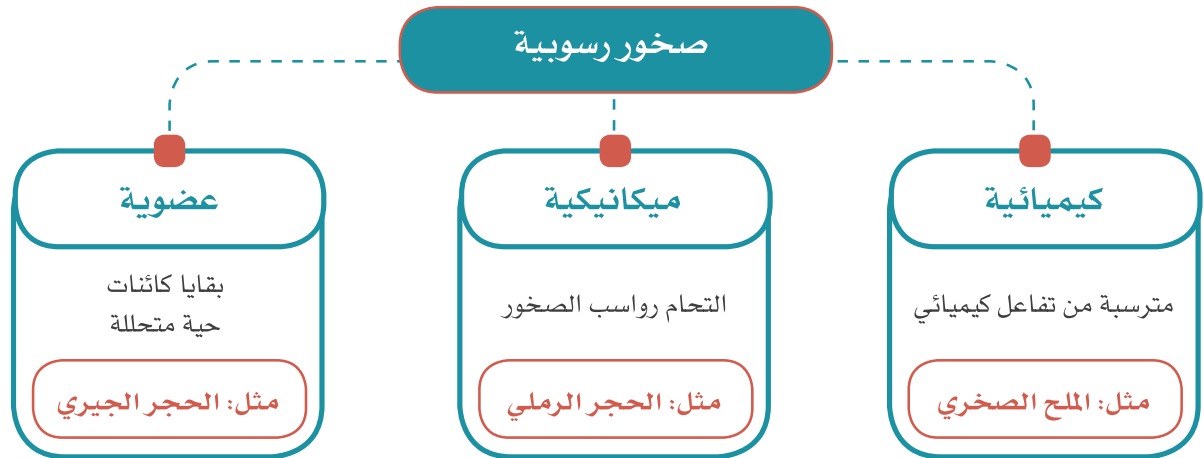 صخور رسوبية
كيميائية
مترسبة من تفاعل كيميائي
مثل: الملح الصخري
ميكانيكية
التحام رواسب الصخور
مثل: الحجر الرملي
عضوية
بقايا كائنات
حية متحللة
مثل: الحجر الجيري